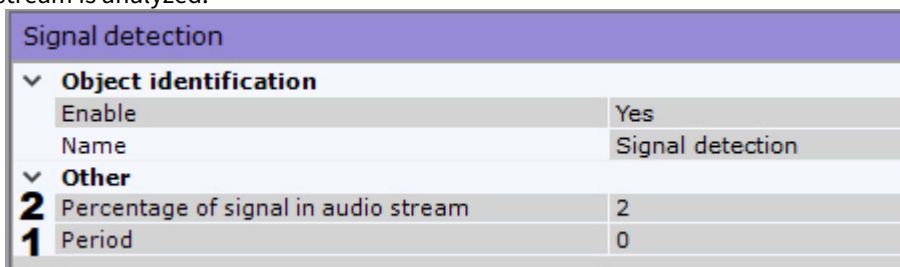 stream is analyzed.
Signal detection
Object identification
Enable Yes
Name Signal detection
Other
2 Percentage of signal in audio stream 2
1 Period 0